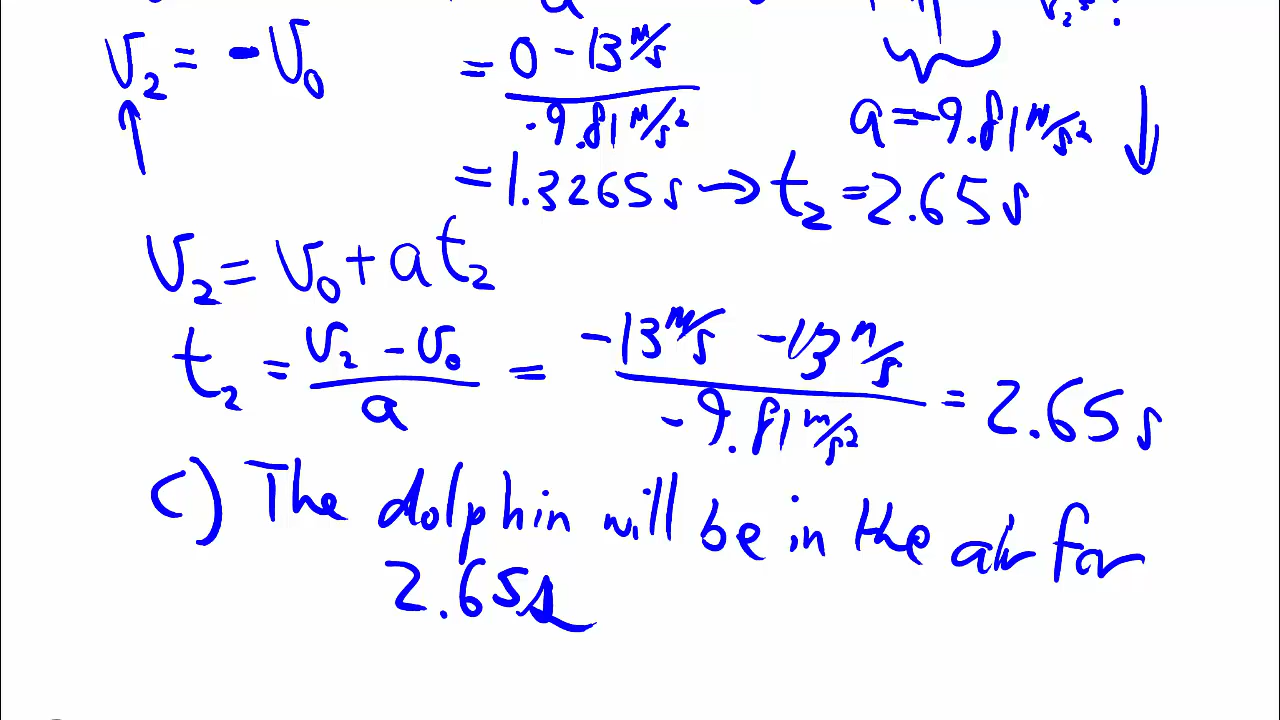 v₂ = -v₀
= (0 - 13 m/s) / (-9.81 m/s²)
a = -9.81 m/s²
= 1.3265 s → t₂ = 2.65 s
v₂ = v₀ + at₂
t₂ = (v₂ - v₀) / a = (-13 m/s - 13 m/s) / (-9.81 m/s²) = 2.65 s
c) The dolphin will be in the air for
2.65s